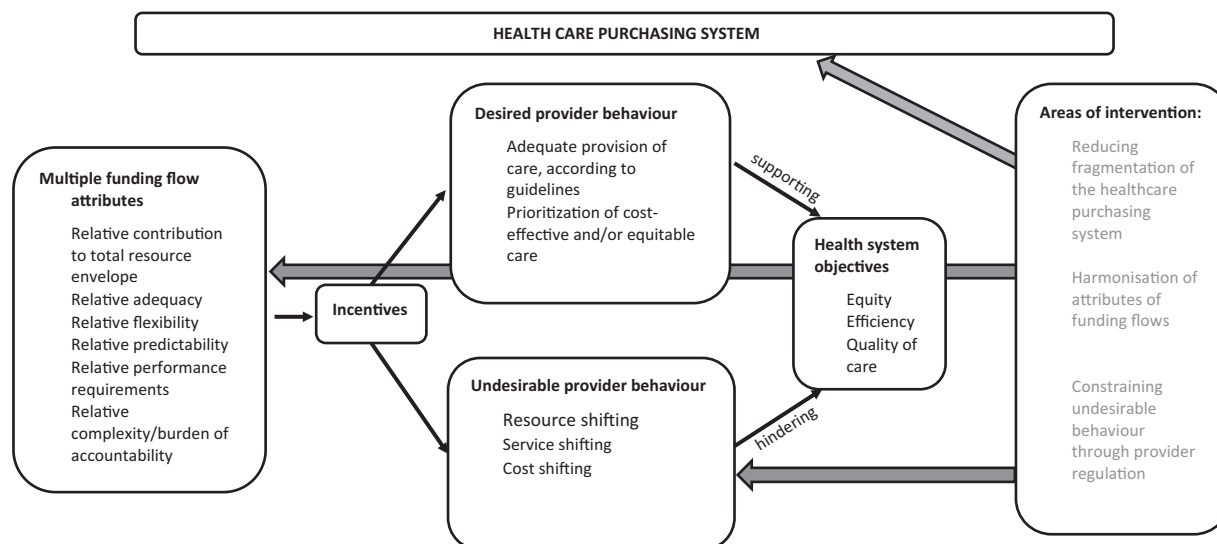 HEALTH CARE PURCHASING SYSTEM
Multiple funding flow
attributes
Relative contribution
to total resource
envelope
Relative adequacy
Relative flexibility
Relative predictability
Relative performance
requirements
Relative
complexity/burden of
accountability
Incentives
Desired provider behaviour
Adequate provision of
care, according to
guidelines
Prioritization of cost-
effective and/or equitable
care
Undesirable provider behaviour
Resource shifting
Service shifting
Cost shifting
supporting
hindering
Health system
objectives
Equity
Efficiency
Quality of
care
Areas of intervention:
Reducing
fragmentation of
the healthcare
purchasing
system
Harmonisation of
attributes of
funding flows
Constraining
undesirable
behaviour
through provider
regulation